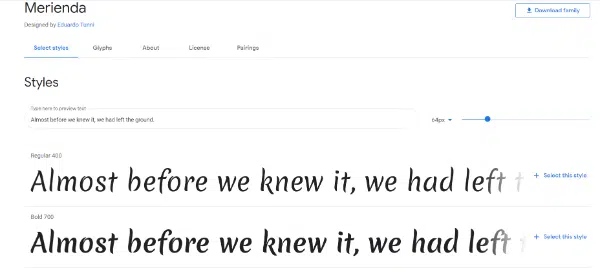 Merienda
Download family
Designed by Eduardo Tunni
Select styles Glyphs About License Pairings
Styles
Type here to preview text
Almost before we knew it, we had left the ground.
64px
Regular 400
Almost before we knew it, we had left t
Select this style
Bold 700
Almost before we knew it, we had left t
Select this style